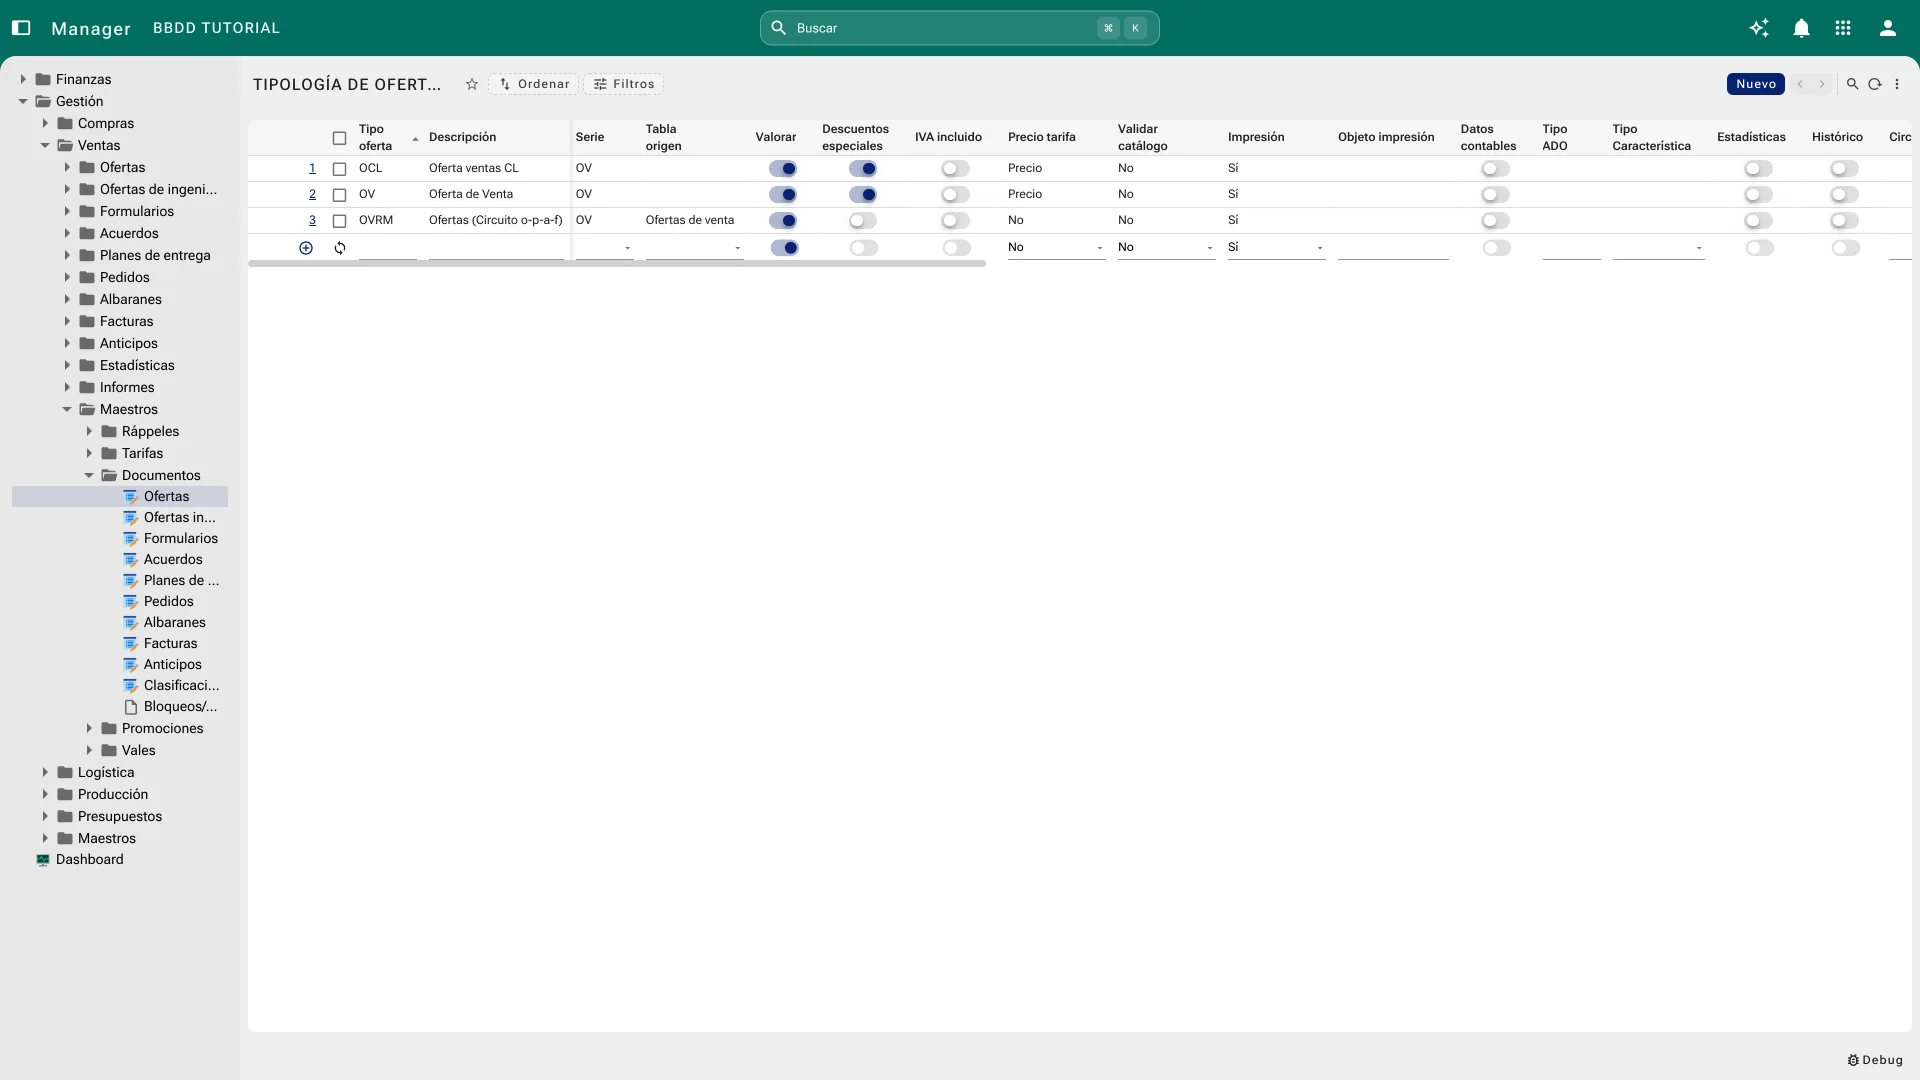 Manager BBDD TUTORIAL Buscar ⌘ K
Finanzas
Gestión
Compras
Ventas
Ofertas
Ofertas de ingeni...
Formularios
Acuerdos
Planes de entrega
Pedidos
Albaranes
Facturas
Anticipos
Estadísticas
Informes
Maestros
Ráppeles
Tarifas
Documentos
Ofertas
Ofertas in...
Formularios
Acuerdos
Planes de ...
Pedidos
Albaranes
Facturas
Anticipos
Clasificaci...
Bloqueos/...
Promociones
Vales
Logística
Producción
Presupuestos
Maestros
Dashboard
TIPOLOGÍA DE OFERT... Ordenar Filtros Nuevo
Tipo oferta Descripción Serie Tabla origen Valorar Descuentos especiales IVA incluido Precio tarifa Validar catálogo Impresión Objeto impresión Datos contables Tipo ADO Tipo Característica Estadísticas Histórico Circ
1 OCL Oferta ventas CL OV Precio No Sí
2 OV Oferta de Venta OV Precio No Sí
3 OVRM Ofertas (Circuito o-p-a-f) OV Ofertas de venta No No Sí
No No Sí
Debug